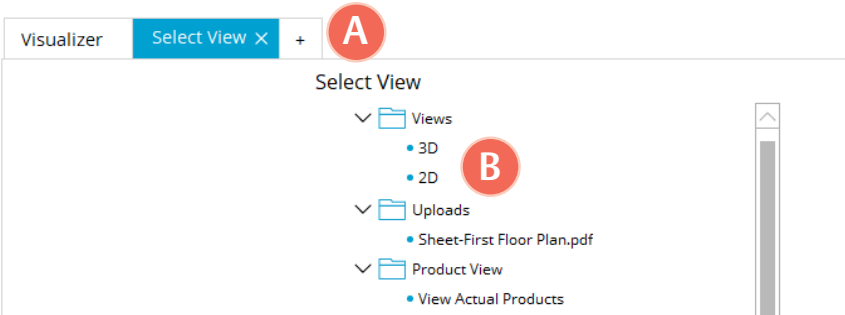 Visualizer Select View × + A
Select View
Views
3D
2D
B
Uploads
Sheet-First Floor Plan.pdf
Product View
View Actual Products